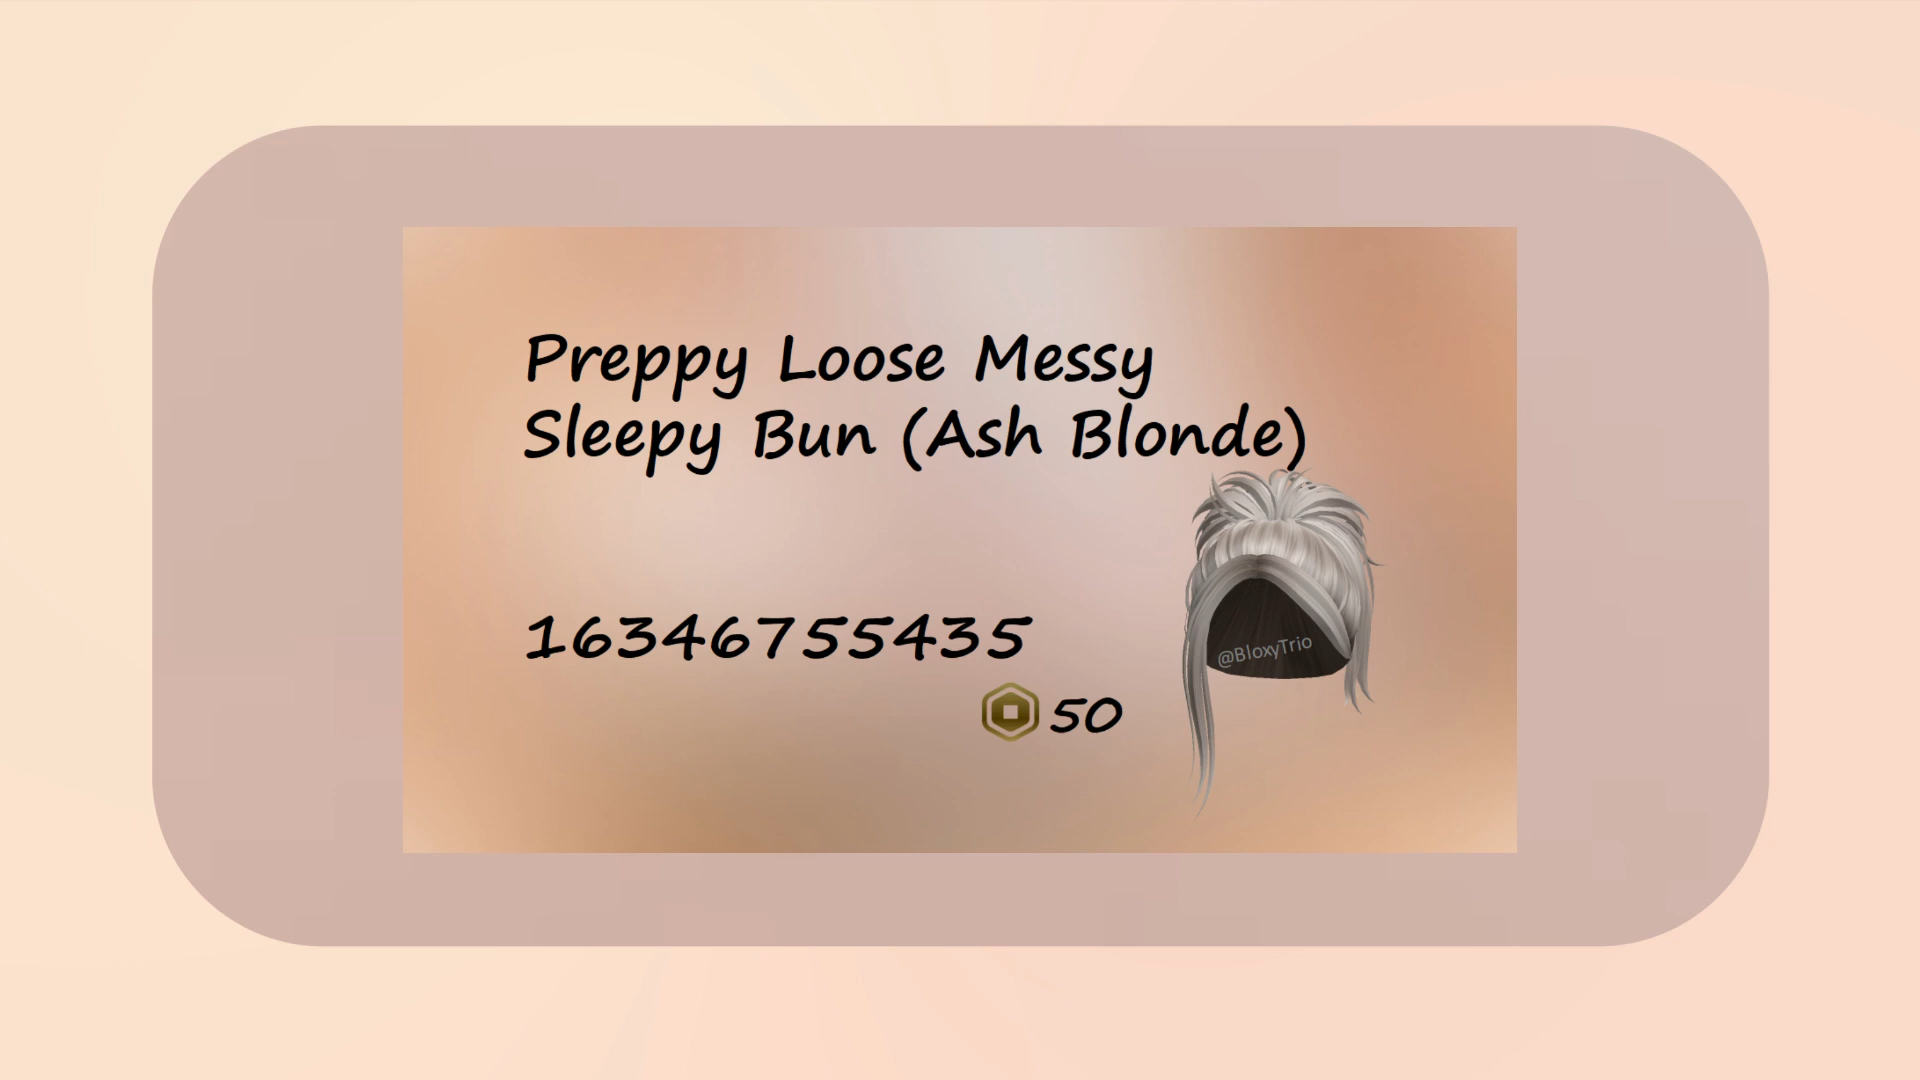 Preppy Loose Messy
Sleepy Bun (Ash Blonde)
16346755435
@BloxyTrio
50